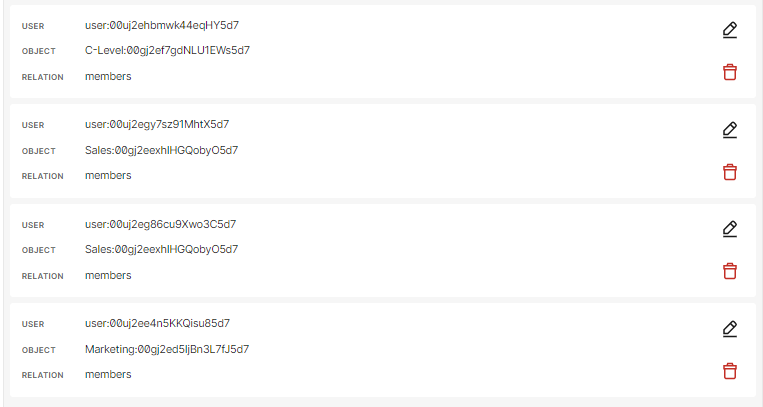 USER user:00uj2ehbmwk44eqHY5d7
OBJECT C-Level:00gj2ef7gdNLU1EWs5d7
RELATION members
USER user:00uj2egy7sz91MhtX5d7
OBJECT Sales:00gj2eexhlHGQobyO5d7
RELATION members
USER user:00uj2eg86cu9Xwo3C5d7
OBJECT Sales:00gj2eexhlHGQobyO5d7
RELATION members
USER user:00uj2ee4n5KKQisu85d7
OBJECT Marketing:00gj2ed5ljBn3L7fJ5d7
RELATION members